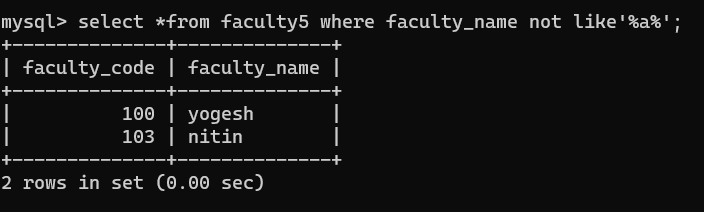 mysql> select *from faculty5 where faculty_name not like'%a%';
+--------------+--------------+
| faculty_code | faculty_name |
+--------------+--------------+
|          100 | yogesh       |
|          103 | nitin        |
+--------------+--------------+
2 rows in set (0.00 sec)